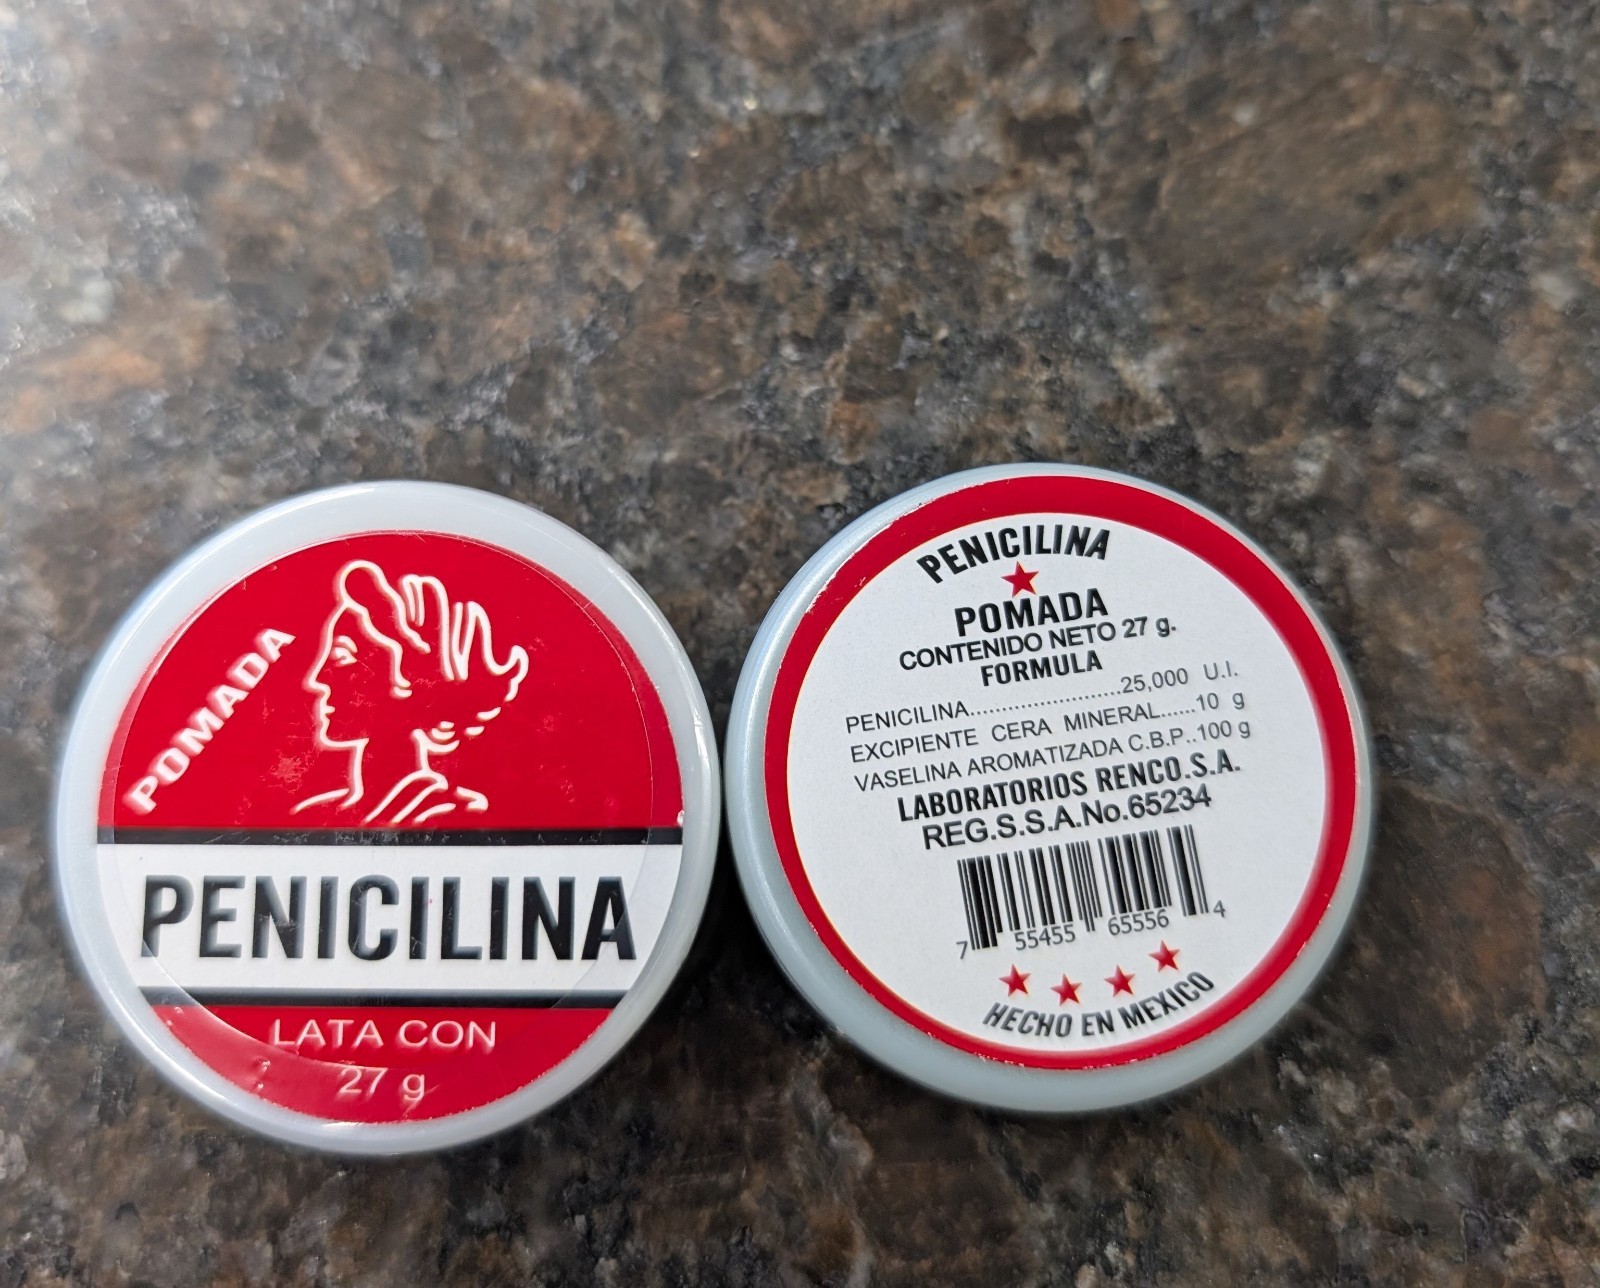 POMADA
PENICILINA
LATA CON
27 g
PENICILINA
POMADA
CONTENIDO NETO 27 g.
FORMULA
PENICILINA........................25,000 U.I.
EXCIPIENTE CERA MINERAL......10 g
VASELINA AROMATIZADA C.B.P..100 g
LABORATORIOS RENCO.S.A.
REG.S.S.A.No.65234
7 55455 65556 4
HECHO EN MEXICO